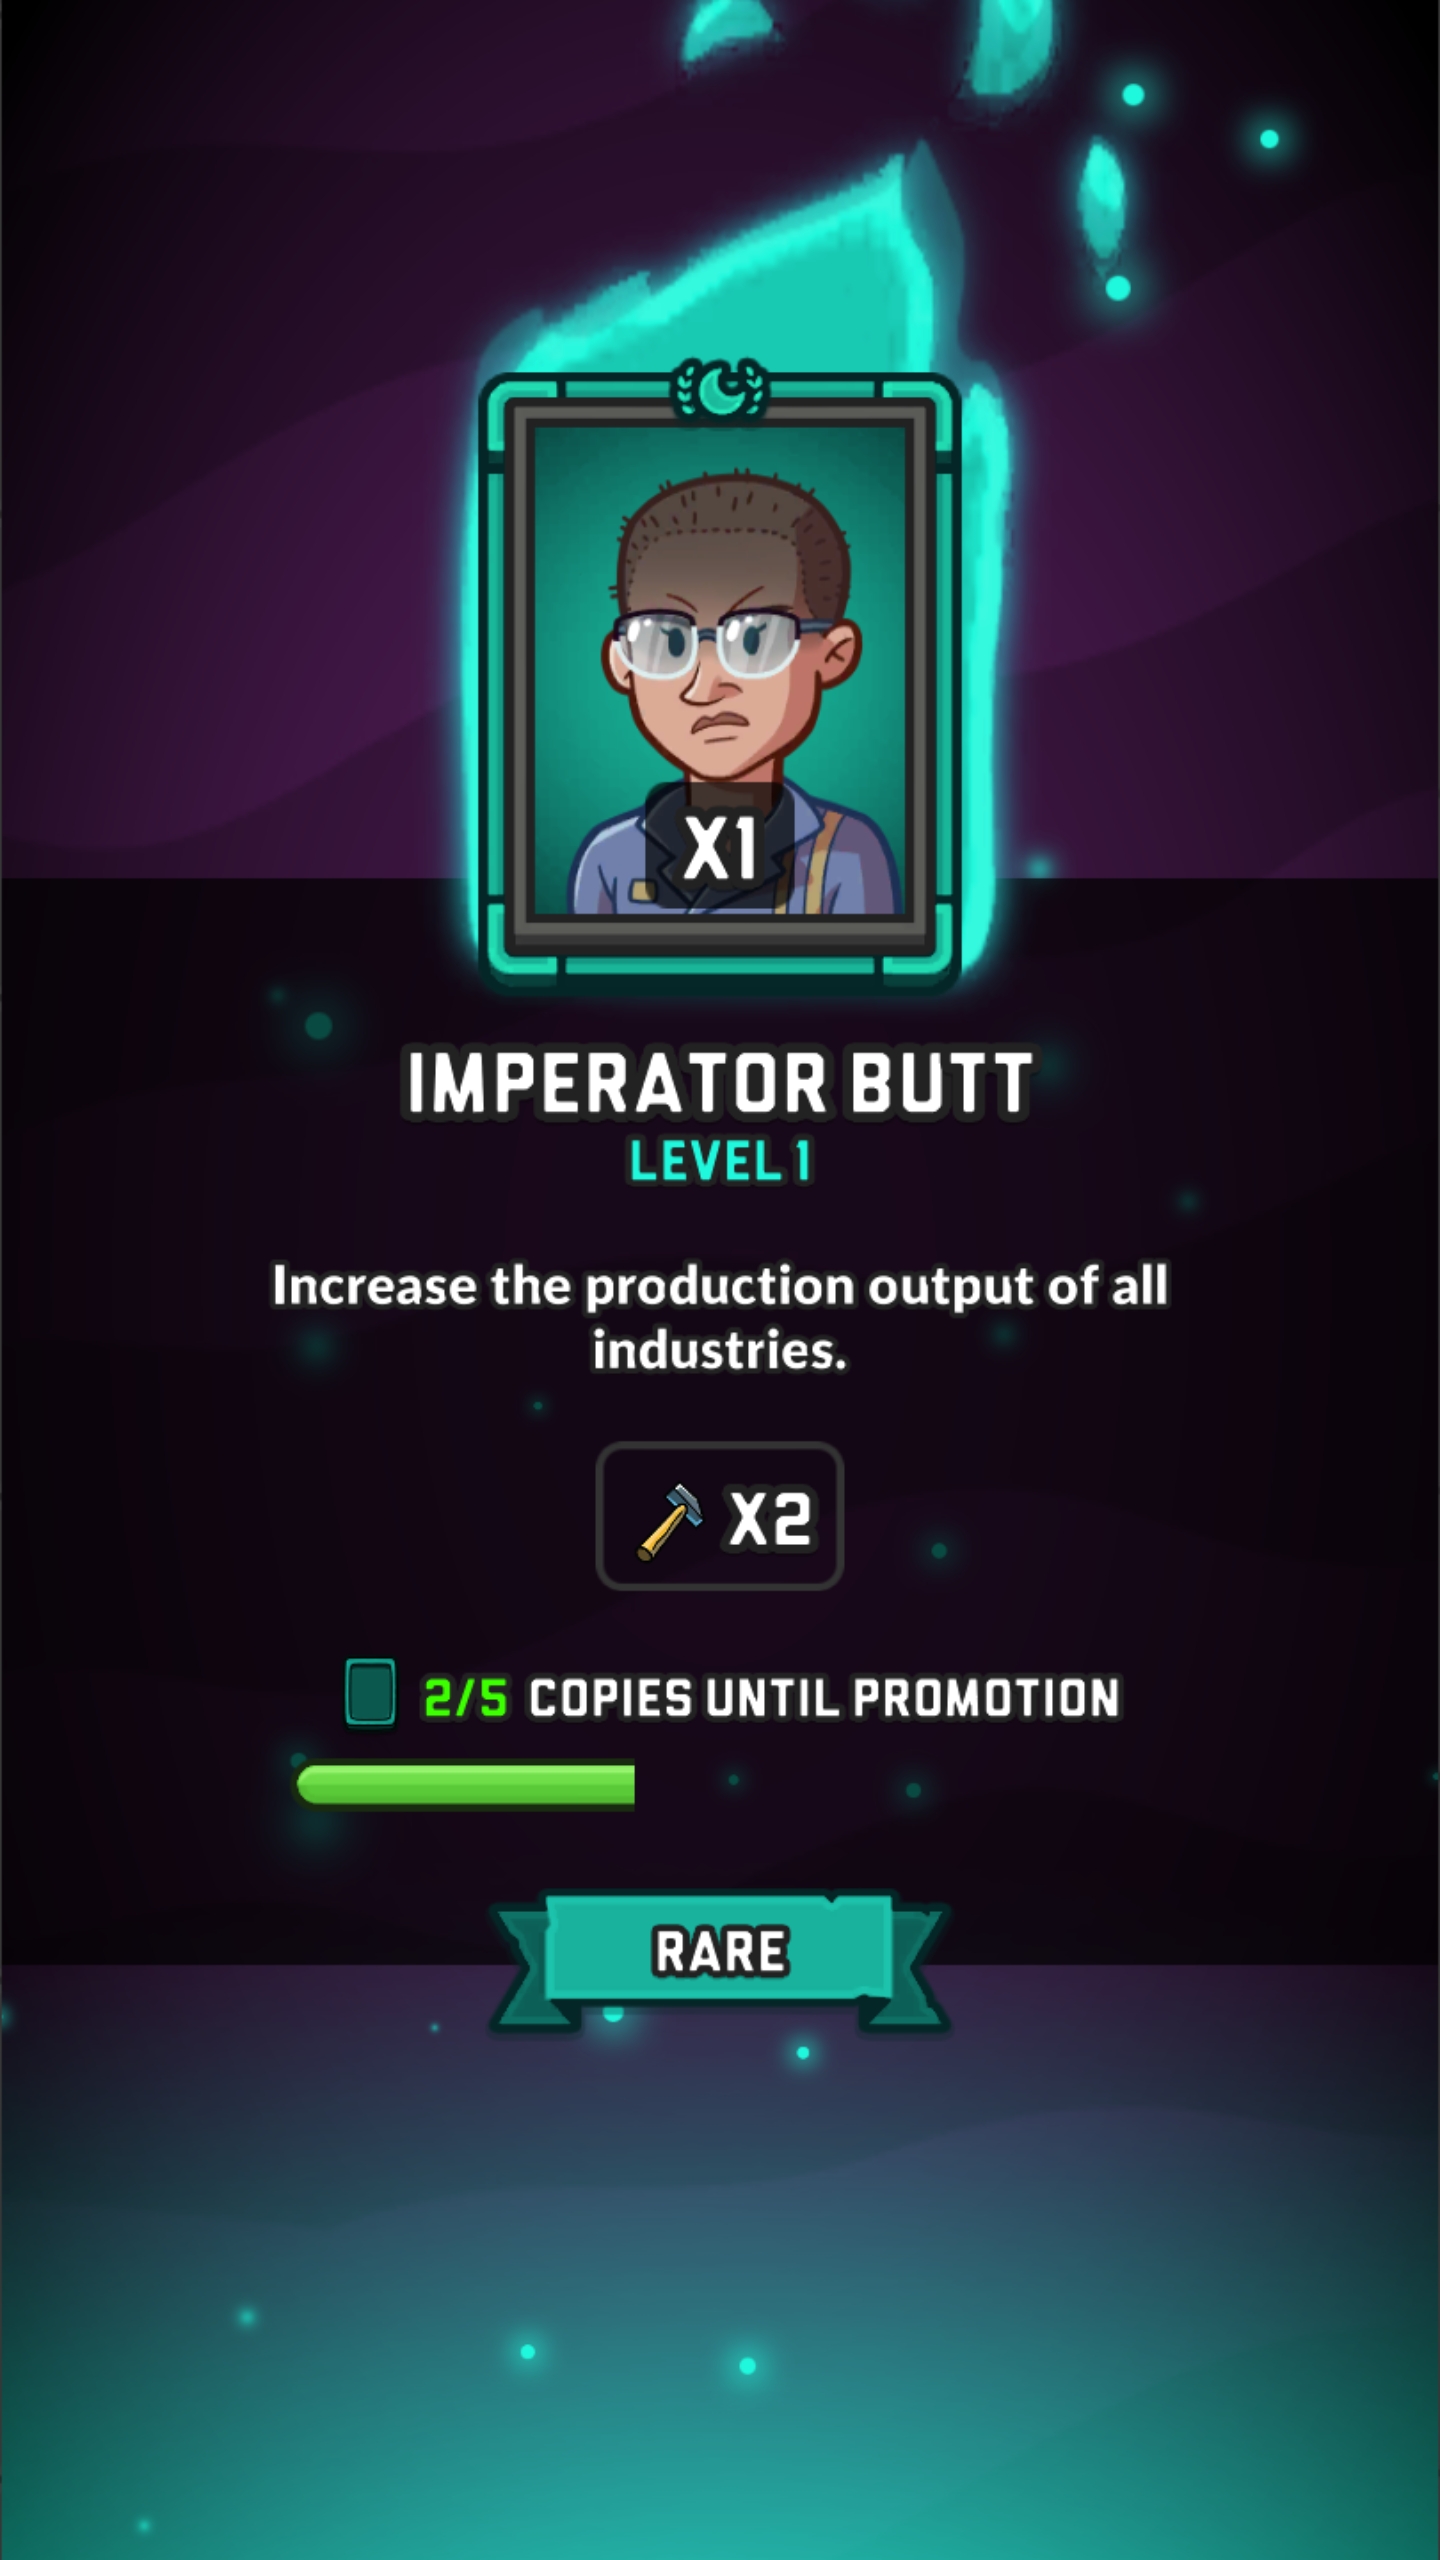 X1
IMPERATOR BUTT
LEVEL 1
Increase the production output of all
industries.
X2
2/5 COPIES UNTIL PROMOTION
RARE